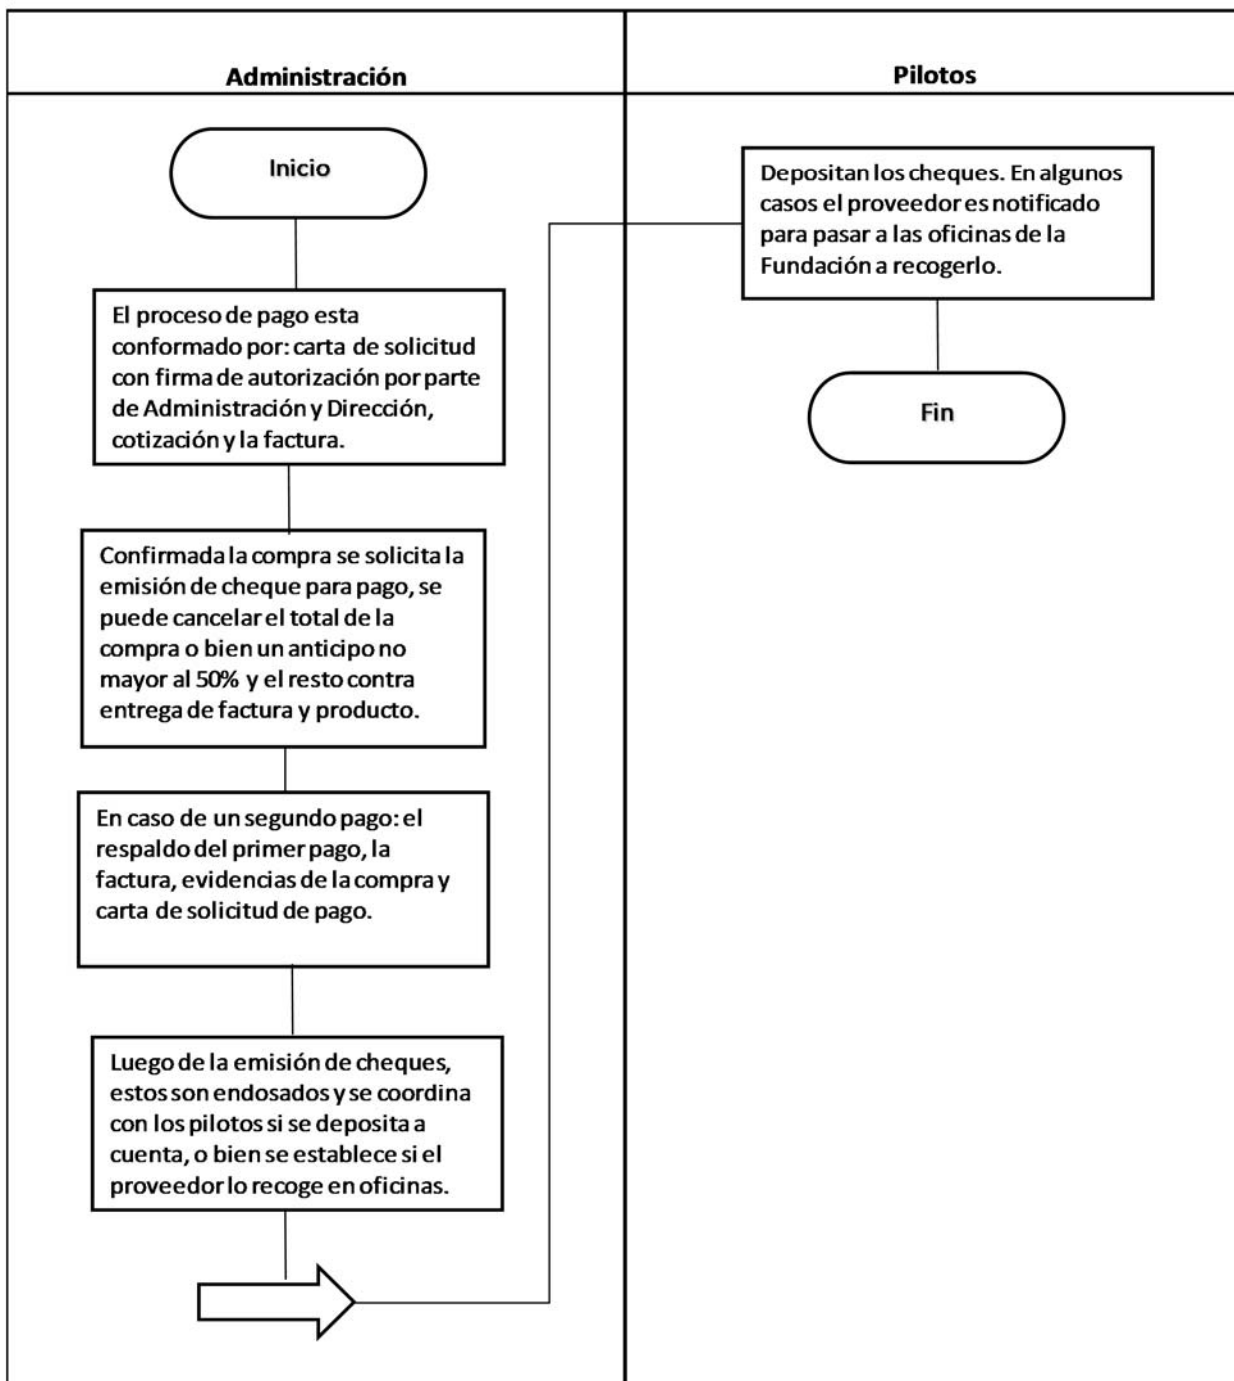 Administración
Pilotos
Inicio
El proceso de pago esta
conformado por: carta de solicitud
con firma de autorización por parte
de Administración y Dirección,
cotización y la factura.
Confirmada la compra se solicita la
emisión de cheque para pago, se
puede cancelar el total de la
compra o bien un anticipo no
mayor al 50% y el resto contra
entrega de factura y producto.
En caso de un segundo pago: el
respaldo del primer pago, la
factura, evidencias de la compra y
carta de solicitud de pago.
Luego de la emisión de cheques,
estos son endosados y se coordina
con los pilotos si se deposita a
cuenta, o bien se establece si el
proveedor lo recoge en oficinas.
Depositan los cheques. En algunos
casos el proveedor es notificado
para pasar a las oficinas de la
Fundación a recogerlo.
Fin